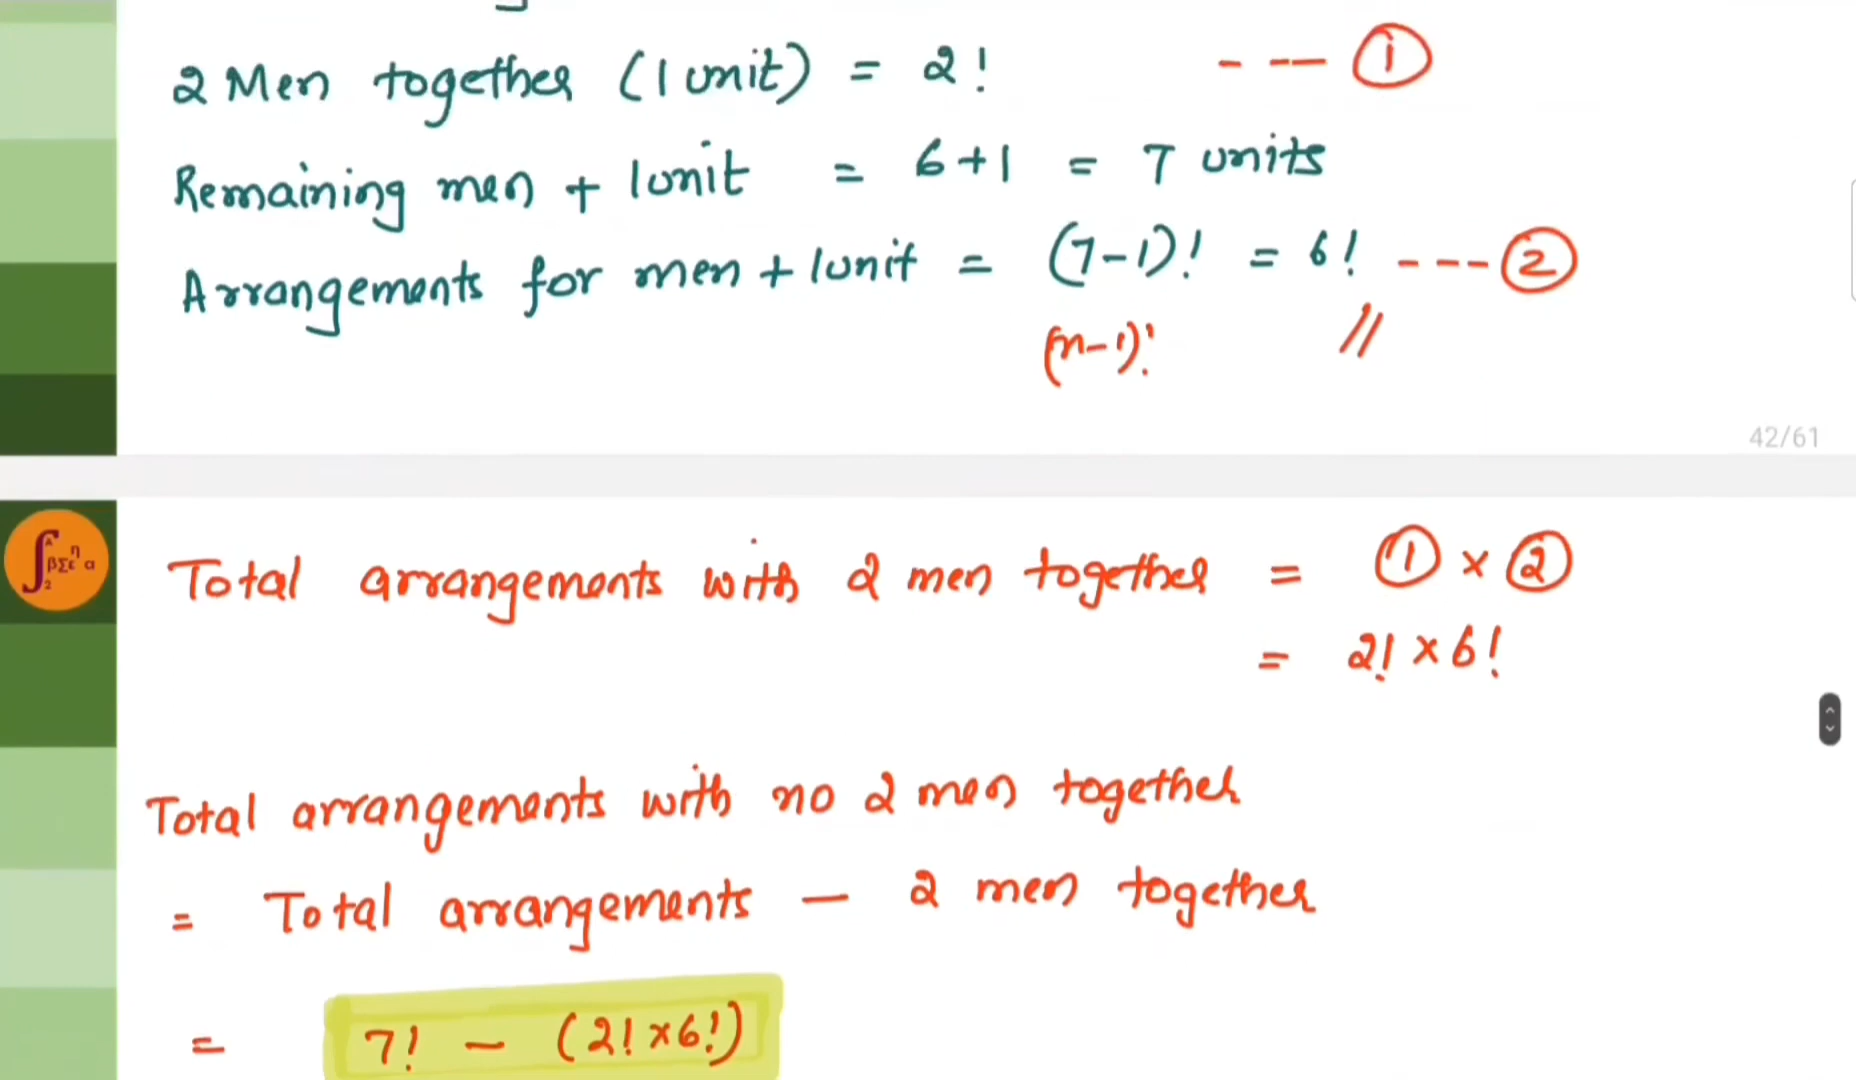 2 Men together (1 unit) = 2! - -- ①
Remaining men + 1unit = 6+1 = 7 units
Arrangements for men + 1unit = (7-1)! = 6! --- ②
(n-1)! //
42/61
Total arrangements with 2 men together = ① × ②
= 2! × 6!
Total arrangements with no 2 men together
= Total arrangements - 2 men together
= 7! - (2! × 6!)